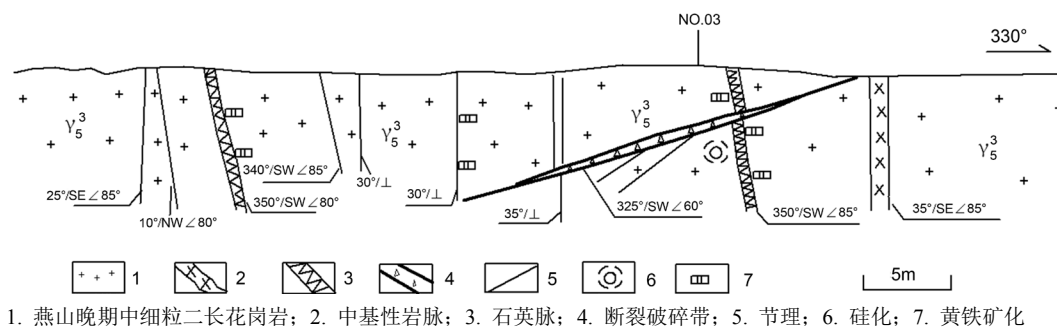 NO.03
330°
γ₅³
γ₅³
γ₅³
γ₅³
340°/SW∠85°
30°/⊥
25°/SE∠85°
350°/SW∠80°
30°/⊥
35°/⊥
325°/SW∠60°
350°/SW∠85°
35°/SE∠85°
10°/NW∠80°
1 2 3 4 5 6 7 5m
1. 燕山晚期中细粒二长花岗岩；2. 中基性岩脉；3. 石英脉；4. 断裂破碎带；5. 节理；6. 硅化；7. 黄铁矿化